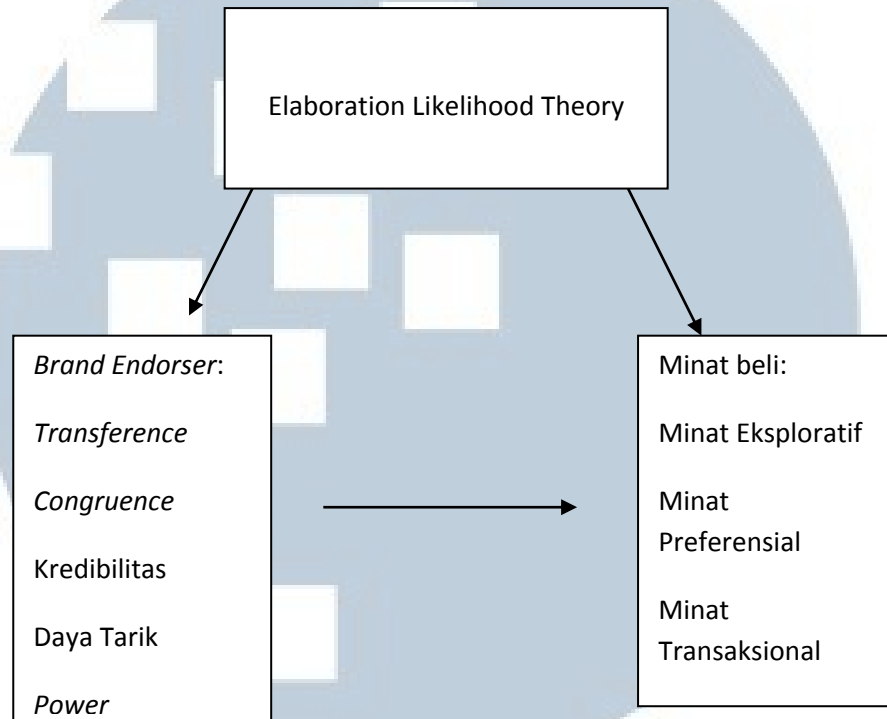 Elaboration Likelihood Theory
Brand Endorser:
Transference
Congruence
Kredibilitas
Daya Tarik
Power
Minat beli:
Minat Eksploratif
Minat
Preferensial
Minat
Transaksional